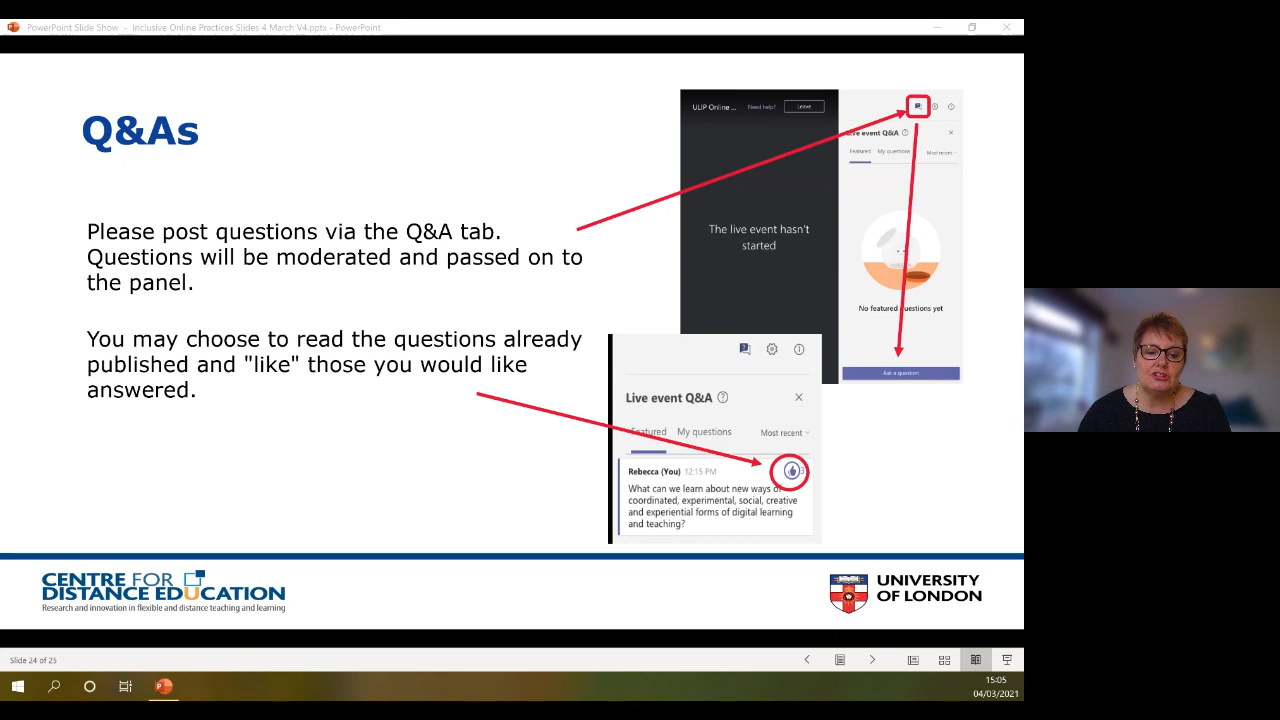 PowerPoint Slide Show - Inclusive Online Practices Slides 4 March V4.pptx - PowerPoint
Q&As
Please post questions via the Q&A tab.
Questions will be moderated and passed on to
the panel.
You may choose to read the questions already
published and "like" those you would like
answered.
ULIP Online ...
Need help?
Leave
The live event hasn't
started
Live event Q&A
Featured
My questions
Most recent
No featured questions yet
Ask a question
Live event Q&A
Featured
My questions
Most recent
Rebecca (You) 12:15 PM
3
What can we learn about new ways of
coordinated, experimental, social, creative
and experiential forms of digital learning
and teaching?
CENTRE FOR
DISTANCE EDUCATION
Research and innovation in flexible and distance teaching and learning
UNIVERSITY
OF LONDON
Slide 24 of 25
15:05
04/03/2021